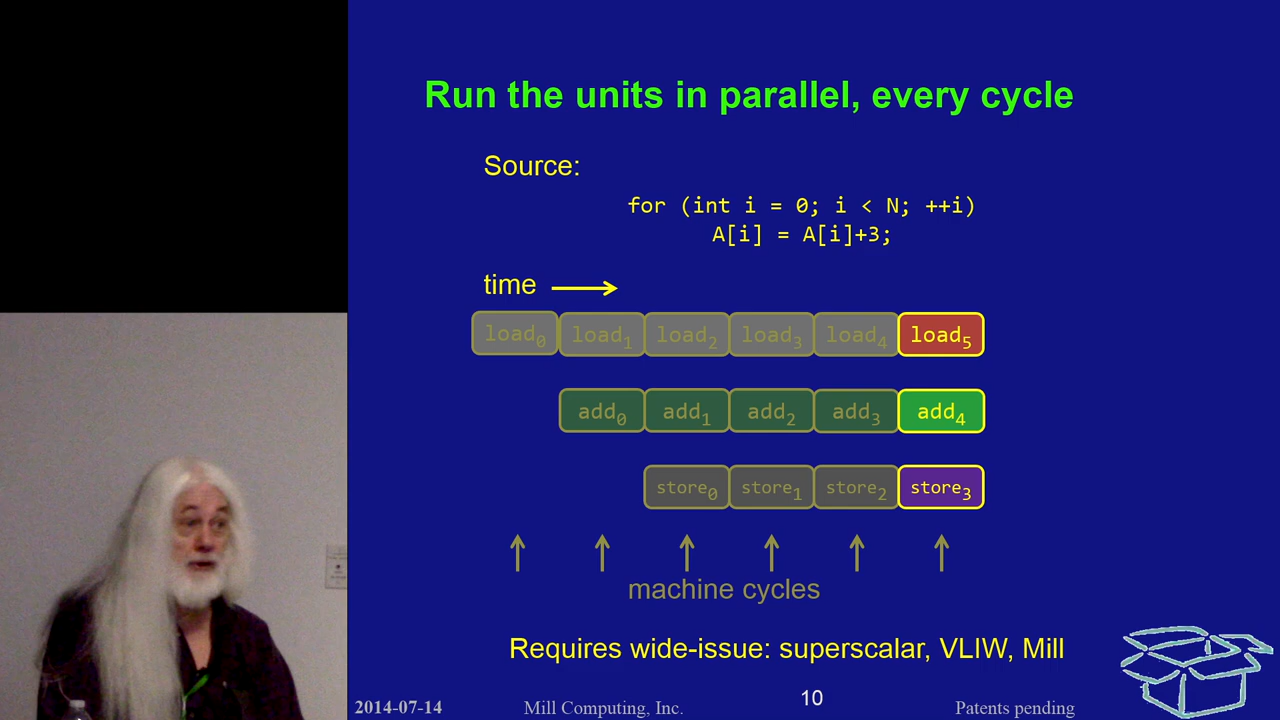 Run the units in parallel, every cycle
Source:
for (int i = 0; i < N; ++i)
A[i] = A[i]+3;
time
load0 load1 load2 load3 load4 load5
add0 add1 add2 add3 add4
store0 store1 store2 store3
machine cycles
Requires wide-issue: superscalar, VLIW, Mill
2014-07-14 Mill Computing, Inc. 10 Patents pending